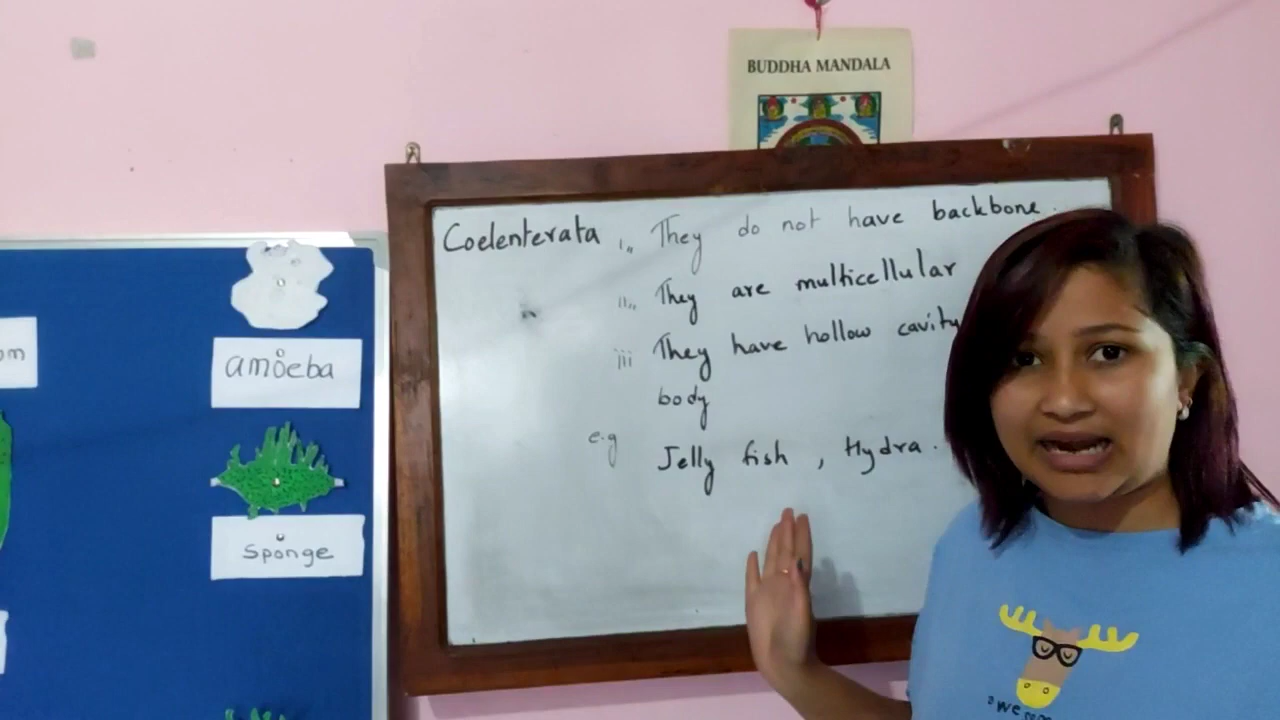 BUDDHA MANDALA
Coelenterata i,, They do not have backbone.
ii,, They are multicellular
iii They have hollow cavity
body
e.g Jelly fish , Hydra.
om
amoeba
sponge